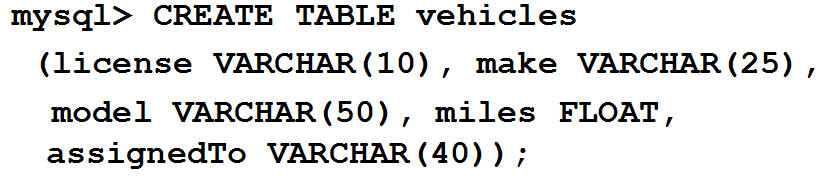 mysql> CREATE TABLE vehicles
(license VARCHAR(10), make VARCHAR(25),
model VARCHAR(50), miles FLOAT,
assignedTo VARCHAR(40));